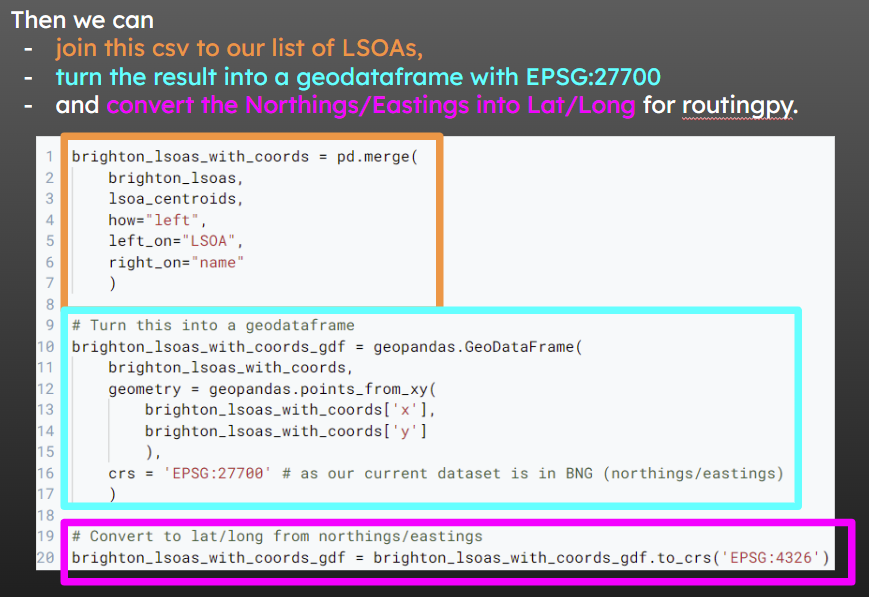 Then we can
- join this csv to our list of LSOAs,
- turn the result into a geodataframe with EPSG:27700
- and convert the Northings/Eastings into Lat/Long for routingpy.
1 brighton_lsoas_with_coords = pd.merge(
2     brighton_lsoas,
3     lsoa_centroids,
4     how="left",
5     left_on="LSOA",
6     right_on="name"
7     )
8
9 # Turn this into a geodataframe
10 brighton_lsoas_with_coords_gdf = geopandas.GeoDataFrame(
11     brighton_lsoas_with_coords,
12     geometry = geopandas.points_from_xy(
13         brighton_lsoas_with_coords['x'],
14         brighton_lsoas_with_coords['y']
15         ),
16     crs = 'EPSG:27700' # as our current dataset is in BNG (northings/eastings)
17     )
18
19 # Convert to lat/long from northings/eastings
20 brighton_lsoas_with_coords_gdf = brighton_lsoas_with_coords_gdf.to_crs('EPSG:4326')